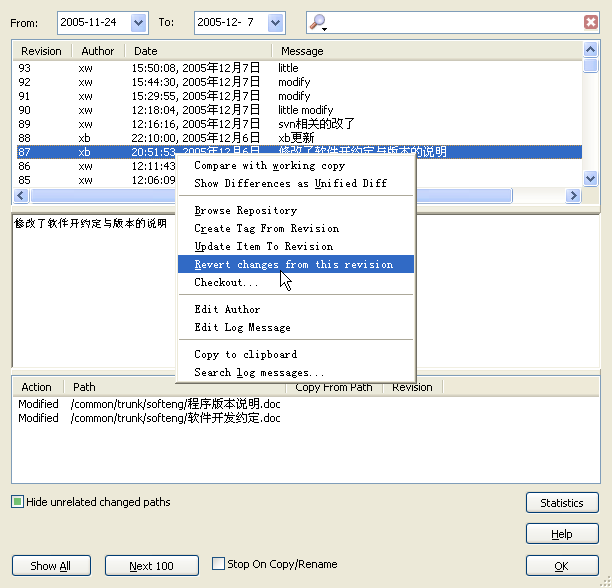 From: 2005-11-24 To: 2005-12- 7
Revision Author Date Message
93 xw 15:50:08, 2005年12月7日 little
92 xw 15:44:30, 2005年12月7日 modify
91 xw 15:29:55, 2005年12月7日 modify
90 xw 12:18:04, 2005年12月7日 little modify
89 xw 12:16:16, 2005年12月7日 svn相关的改了
88 xb 22:10:00, 2005年12月6日 xb更新
87 xb 20:51:53, 2005年12月6日 修改了软件开约定与版本的说明
86 xw 12:11:43
85 xw 12:06:09
Compare with working copy
Show Differences as Unified Diff
Browse Repository
Create Tag From Revision
Update Item To Revision
Revert changes from this revision
Checkout...
Edit Author
Edit Log Message
Copy to clipboard
Search log messages...
修改了软件开约定与版本的说明
Action Path Copy From Path Revision
Modified /common/trunk/softeng/程序版本说明.doc
Modified /common/trunk/softeng/软件开发约定.doc
Hide unrelated changed paths
Statistics
Help
Show All Next 100 Stop On Copy/Rename OK